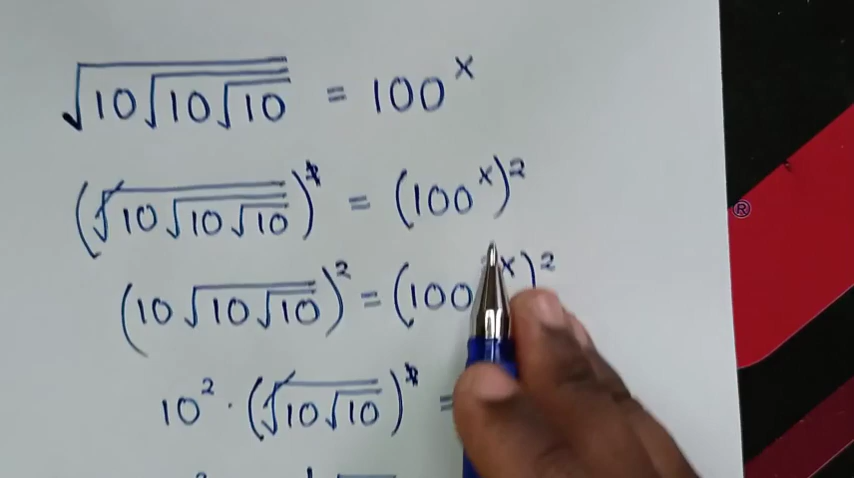 √(10√(10√10)) = 100^x
(√(10√(10√10)))^2 = (100^x)^2
(10√(10√10))^2 = (100^x)^2
10^2 · (√(10√10))^2 =
®